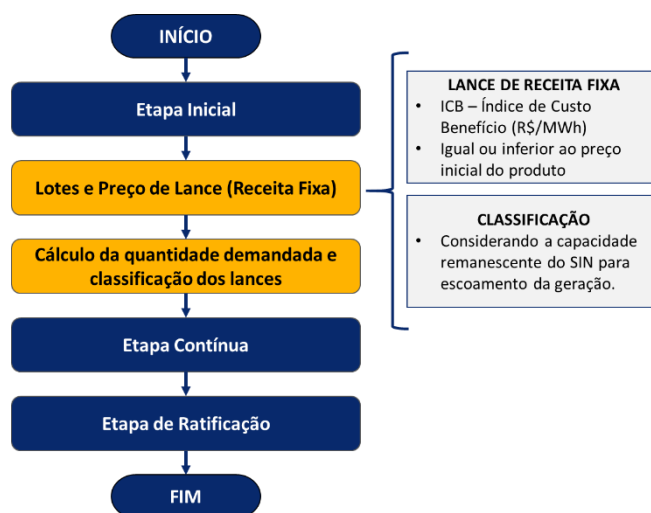 INÍCIO
Etapa Inicial
Lotes e Preço de Lance (Receita Fixa)
Cálculo da quantidade demandada e
classificação dos lances
Etapa Contínua
Etapa de Ratificação
FIM
LANCE DE RECEITA FIXA
• ICB – Índice de Custo
Benefício (R$/MWh)
• Igual ou inferior ao preço
inicial do produto
CLASSIFICAÇÃO
• Considerando a capacidade
remanescente do SIN para
escoamento da geração.